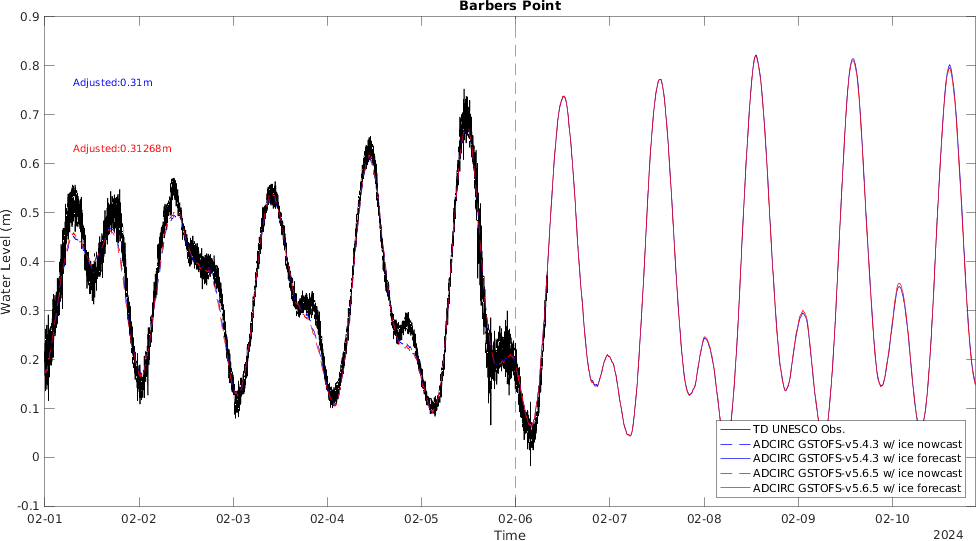 Barbers Point
0.9
0.8
0.7
0.6
0.5
0.4
0.3
0.2
0.1
0
-0.1
Water Level (m)
Adjusted:0.31m
Adjusted:0.31268m
TD UNESCO Obs.
ADCIRC GSTOFS-v5.4.3 w/ ice nowcast
ADCIRC GSTOFS-v5.4.3 w/ ice forecast
ADCIRC GSTOFS-v5.6.5 w/ ice nowcast
ADCIRC GSTOFS-v5.6.5 w/ ice forecast
02-01 02-02 02-03 02-04 02-05 02-06 02-07 02-08 02-09 02-10
Time
2024